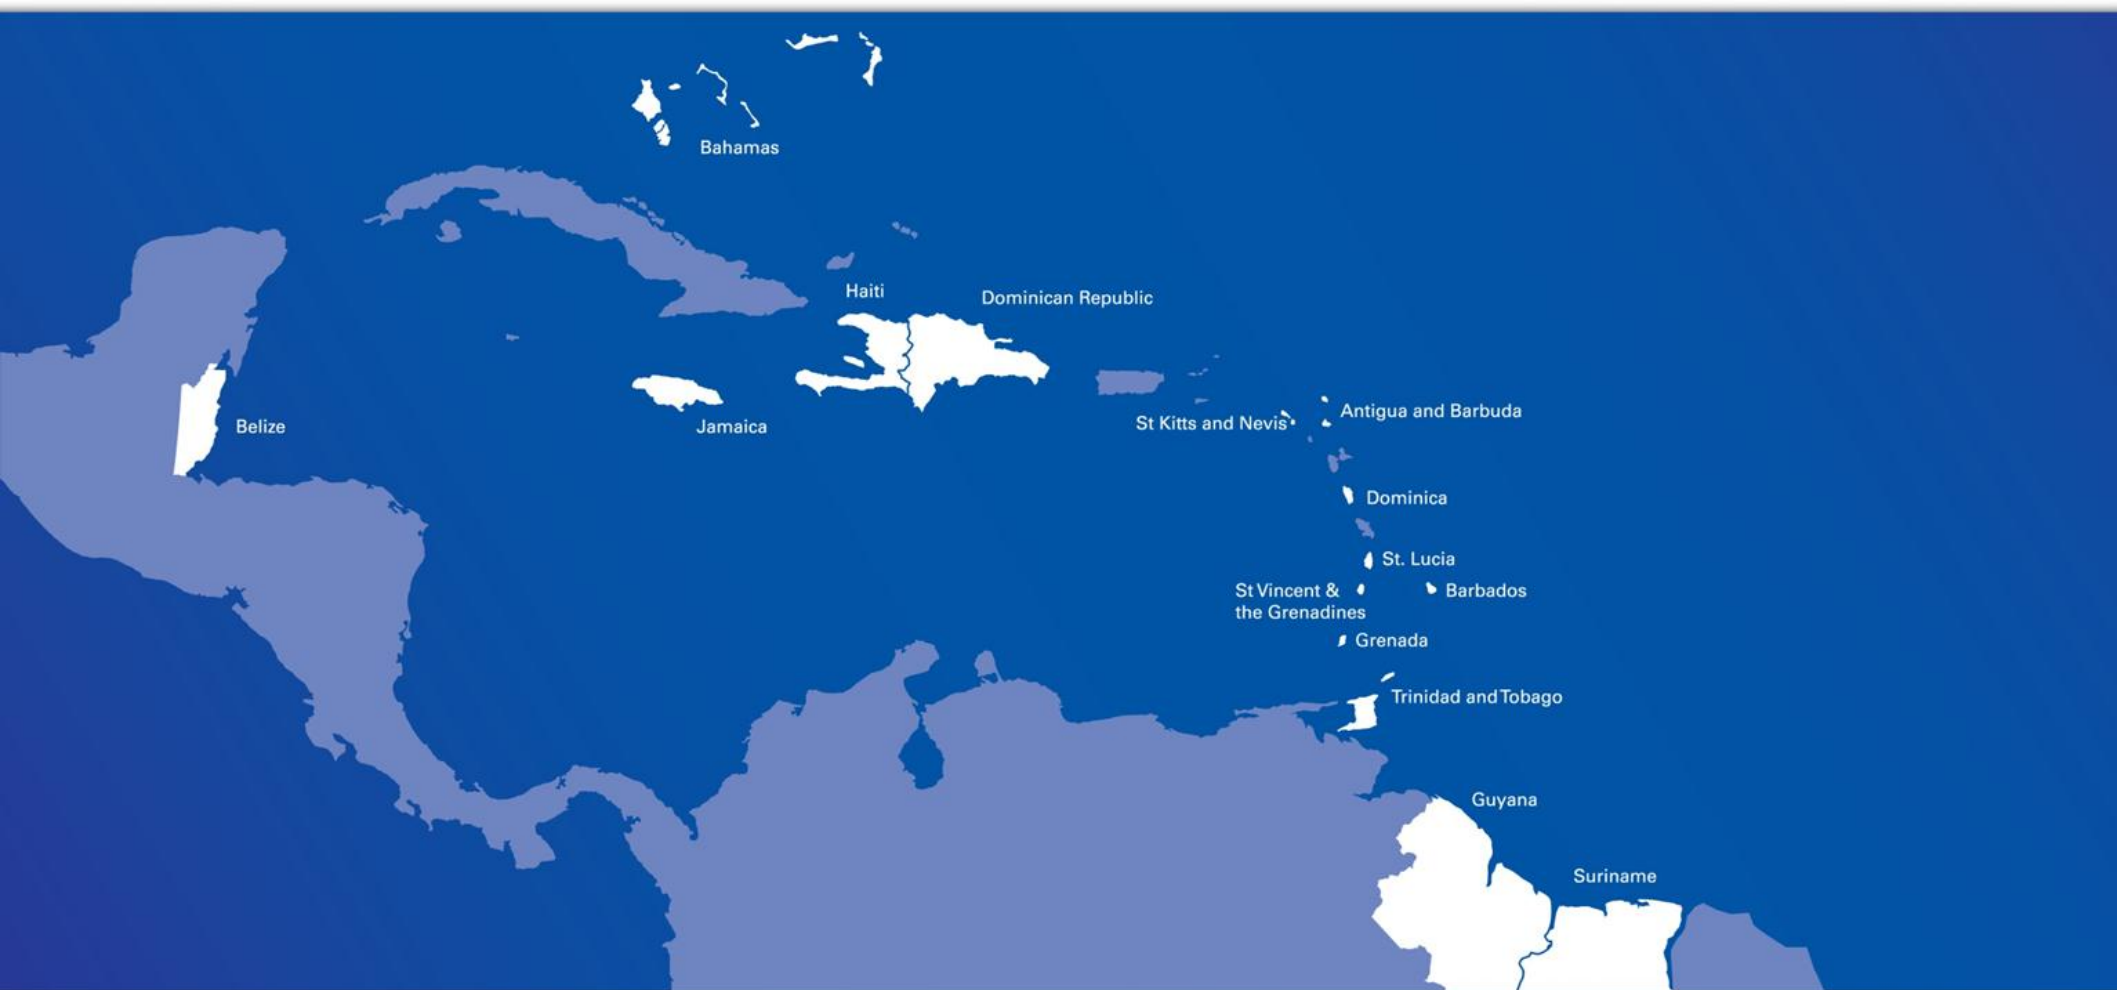 Bahamas
Haiti
Dominican Republic
Belize
Jamaica
St Kitts and Nevis
Antigua and Barbuda
Dominica
St. Lucia
St Vincent &
the Grenadines
Barbados
Grenada
Trinidad and Tobago
Guyana
Suriname